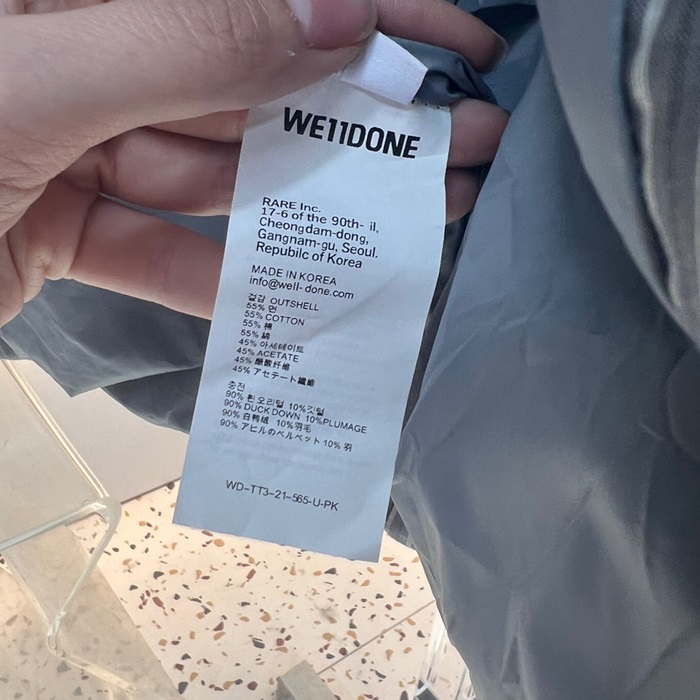 WE11DONE
RARE Inc.
17-6 of the 90th- il,
Cheongdam-dong,
Gangnam-gu, Seoul.
Repubilc of Korea
MADE IN KOREA
info@well-done.com
겉감 OUTSHELL
55% 면
55% COTTON
55% 棉
55% 綿
45% 아세테이트
45% ACETATE
45% 醋酸纤维
45% アセテート繊維
충전
90% 흰 오리털 10%깃털
90% DUCK DOWN 10%PLUMAGE
90% 白鸭绒 10%羽毛
90% アヒルのベルベット 10% 羽
WD-TT3-21-565-U-PK